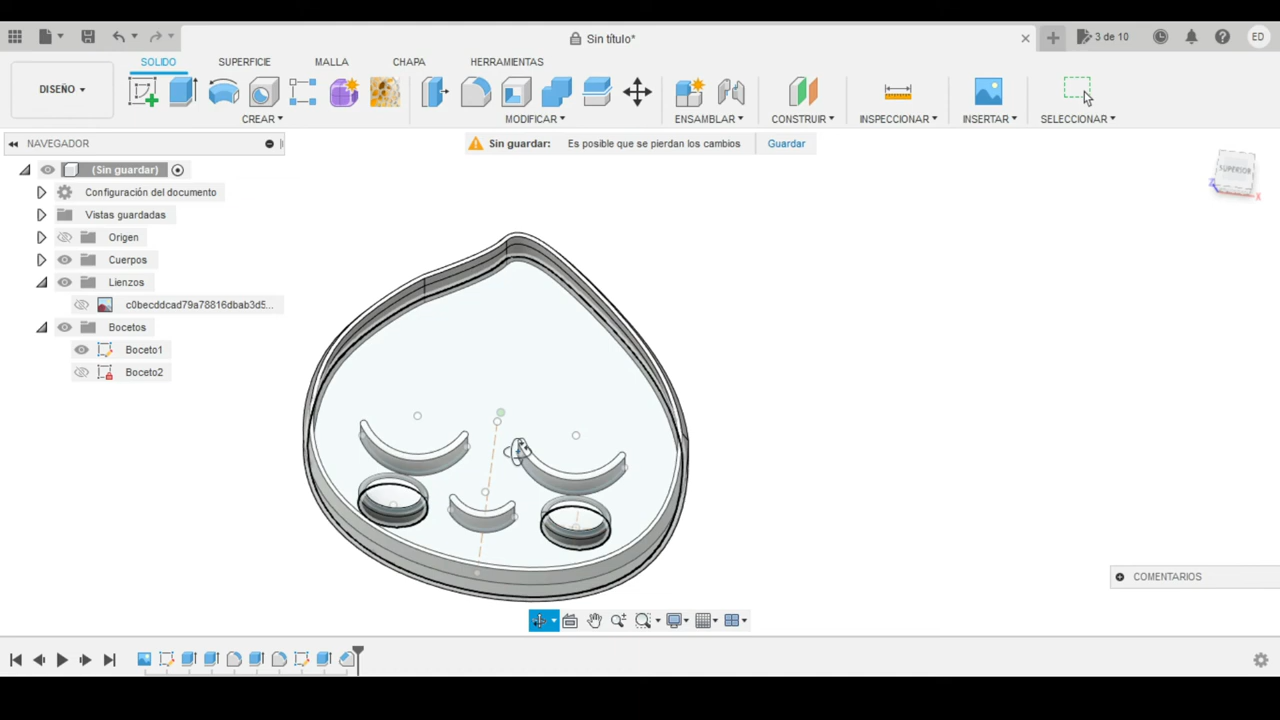 Sin título*
3 de 10
ED
DISEÑO
SOLIDO
SUPERFICIE
MALLA
CHAPA
HERRAMIENTAS
CREAR
MODIFICAR
ENSAMBLAR
CONSTRUIR
INSPECCIONAR
INSERTAR
SELECCIONAR
NAVEGADOR
Sin guardar: Es posible que se pierdan los cambios Guardar
(Sin guardar)
Configuración del documento
Vistas guardadas
Origen
Cuerpos
Lienzos
c0becddcad79a78816dbab3d5...
Bocetos
Boceto1
Boceto2
SUPERIOR
Z
X
COMENTARIOS